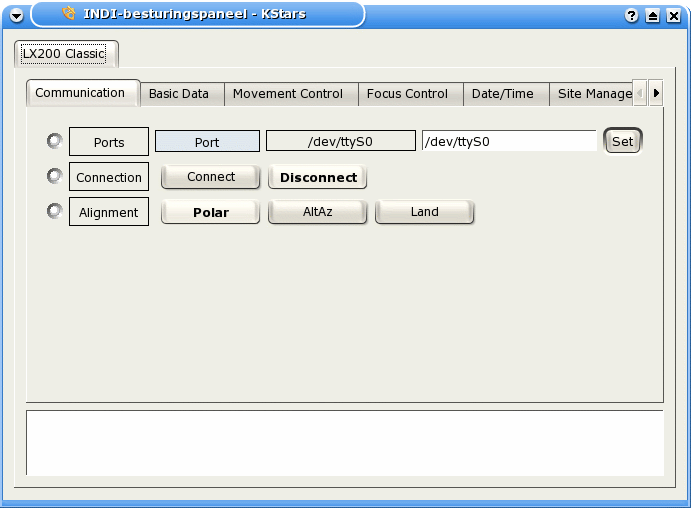 INDI-besturingspaneel - KStars
LX200 Classic
Communication Basic Data Movement Control Focus Control Date/Time Site Manage
Ports Port /dev/ttyS0 /dev/ttyS0 Set
Connection Connect Disconnect
Alignment Polar AltAz Land